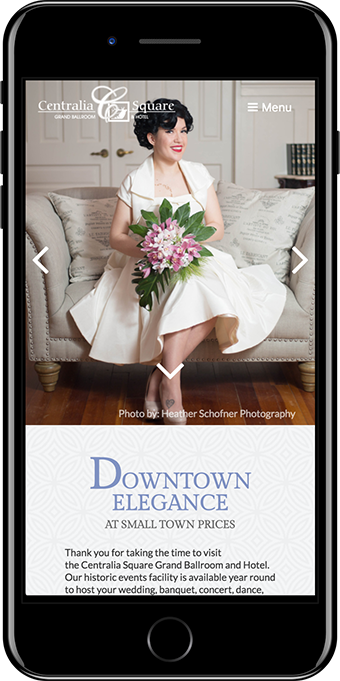 Centralia CS Square
GRAND BALLROOM & HOTEL
Menu
Photo by: Heather Schofner Photography
DOWNTOWN
ELEGANCE
AT SMALL TOWN PRICES
Thank you for taking the time to visit
the Centralia Square Grand Ballroom and Hotel.
Our historic events facility is available year round
to host your wedding, banquet, concert, dance,